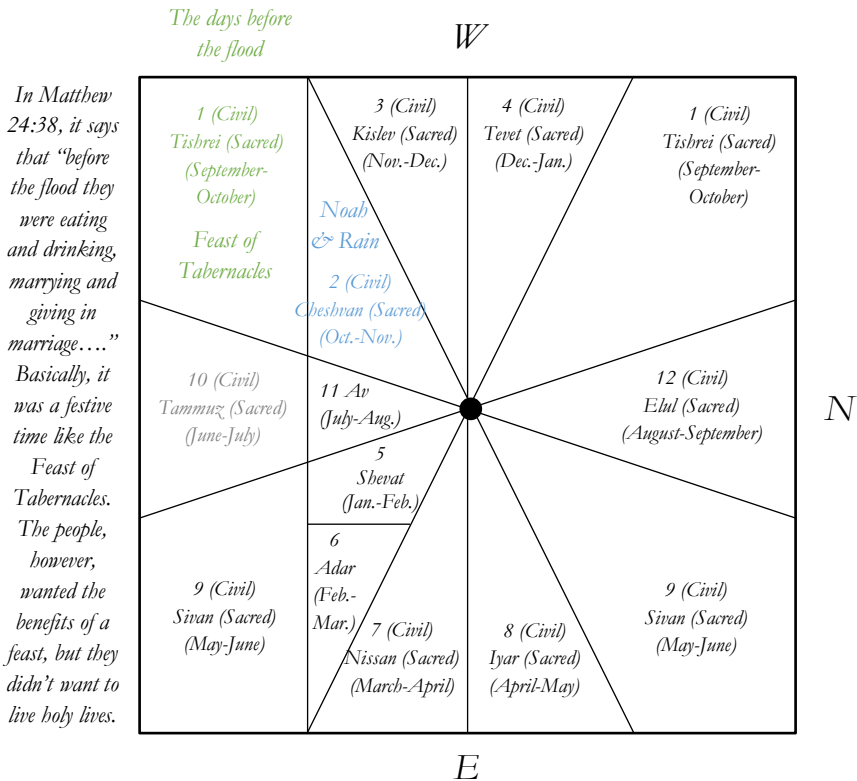 The days before
the flood
W
In Matthew
24:38, it says
that “before
the flood they
were eating
and drinking,
marrying and
giving in
marriage….”
Basically, it
was a festive
time like the
Feast of
Tabernacles.
The people,
however,
wanted the
benefits of a
feast, but they
didn’t want to
live holy lives.
1 (Civil)
Tishrei (Sacred)
(September-
October)
Feast of
Tabernacles
3 (Civil)
Kislev (Sacred)
(Nov.-Dec.)
4 (Civil)
Tevet (Sacred)
(Dec.-Jan.)
1 (Civil)
Tishrei (Sacred)
(September-
October)
Noah
& Rain
2 (Civil)
Cheshvan (Sacred)
(Oct.-Nov.)
10 (Civil)
Tammuz (Sacred)
(June-July)
11 Av
(July-Aug.)
12 (Civil)
Elul (Sacred)
(August-September)
N
5
Shevat
(Jan.-Feb.)
6
Adar
(Feb.-
Mar.)
9 (Civil)
Sivan (Sacred)
(May-June)
7 (Civil)
Nissan (Sacred)
(March-April)
8 (Civil)
Iyar (Sacred)
(April-May)
9 (Civil)
Sivan (Sacred)
(May-June)
E